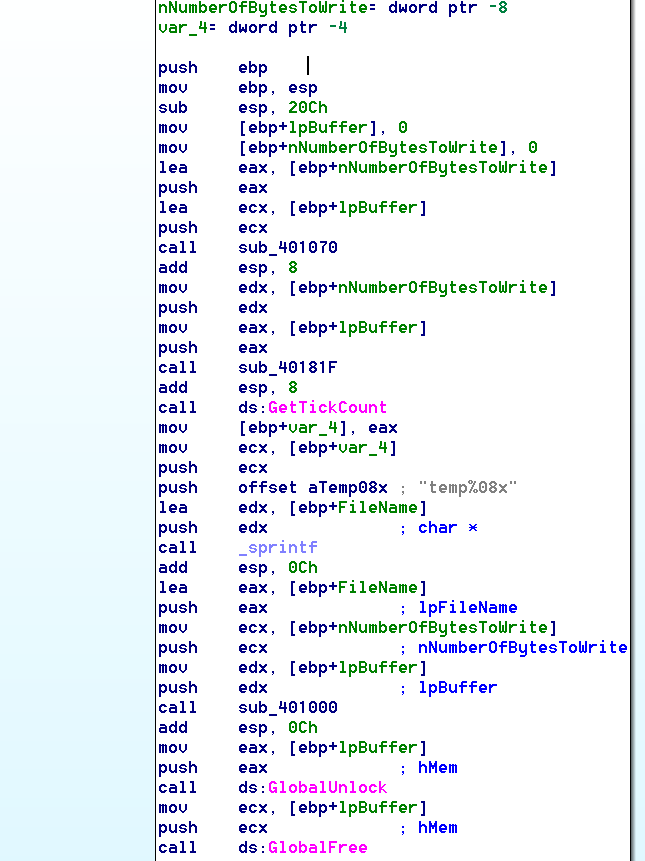 nNumberOfBytesToWrite= dword ptr -8
var_4= dword ptr -4
push ebp
mov ebp, esp
sub esp, 20Ch
mov [ebp+lpBuffer], 0
mov [ebp+nNumberOfBytesToWrite], 0
lea eax, [ebp+nNumberOfBytesToWrite]
push eax
lea ecx, [ebp+lpBuffer]
push ecx
call sub_401070
add esp, 8
mov edx, [ebp+nNumberOfBytesToWrite]
push edx
mov eax, [ebp+lpBuffer]
push eax
call sub_40181F
add esp, 8
call ds:GetTickCount
mov [ebp+var_4], eax
mov ecx, [ebp+var_4]
push ecx
push offset aTemp08x ; "temp%08x"
lea edx, [ebp+FileName]
push edx ; char *
call _sprintf
add esp, 0Ch
lea eax, [ebp+FileName]
push eax ; lpFileName
mov ecx, [ebp+nNumberOfBytesToWrite]
push ecx ; nNumberOfBytesToWrite
mov edx, [ebp+lpBuffer]
push edx ; lpBuffer
call sub_401000
add esp, 0Ch
mov eax, [ebp+lpBuffer]
push eax ; hMem
call ds:GlobalUnlock
mov ecx, [ebp+lpBuffer]
push ecx ; hMem
call ds:GlobalFree